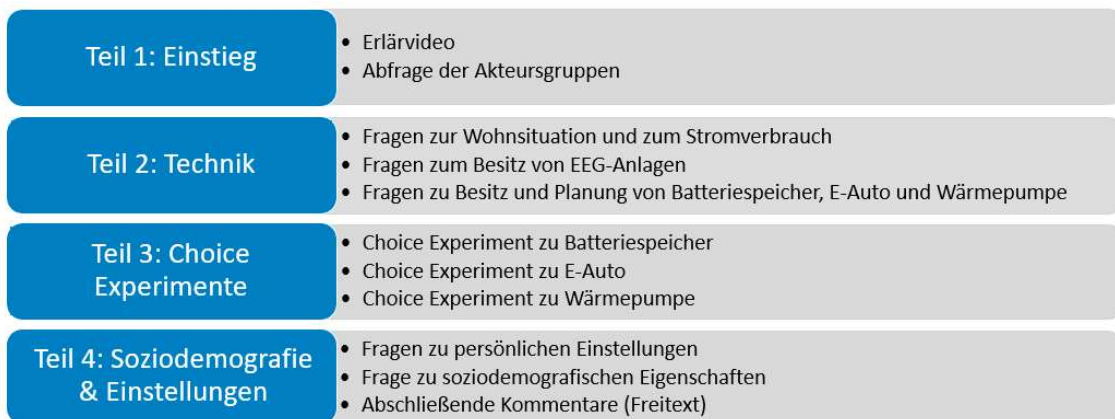 Teil 1: Einstieg
• Erlärvideo
• Abfrage der Akteursgruppen
Teil 2: Technik
• Fragen zur Wohnsituation und zum Stromverbrauch
• Fragen zum Besitz von EEG-Anlagen
• Fragen zu Besitz und Planung von Batteriespeicher, E-Auto und Wärmepumpe
Teil 3: Choice
Experimente
• Choice Experiment zu Batteriespeicher
• Choice Experiment zu E-Auto
• Choice Experiment zu Wärmepumpe
Teil 4: Soziodemografie
& Einstellungen
• Fragen zu persönlichen Einstellungen
• Frage zu soziodemografischen Eigenschaften
• Abschließende Kommentare (Freitext)